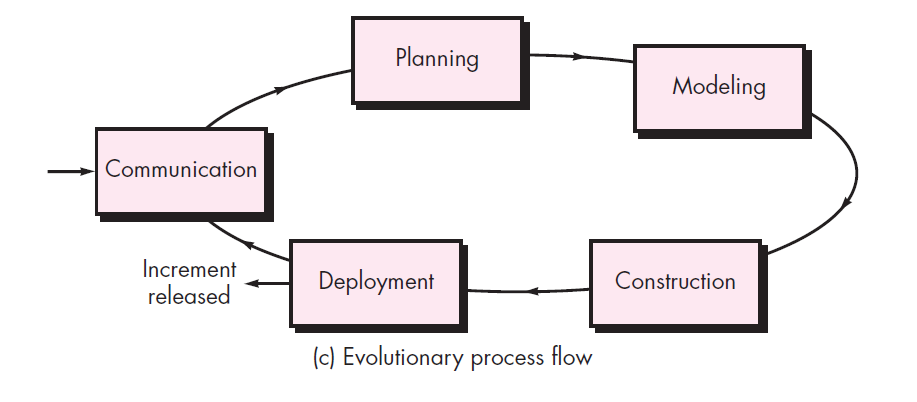 Planning
Modeling
Communication
Increment
released
Deployment
Construction
(c) Evolutionary process flow